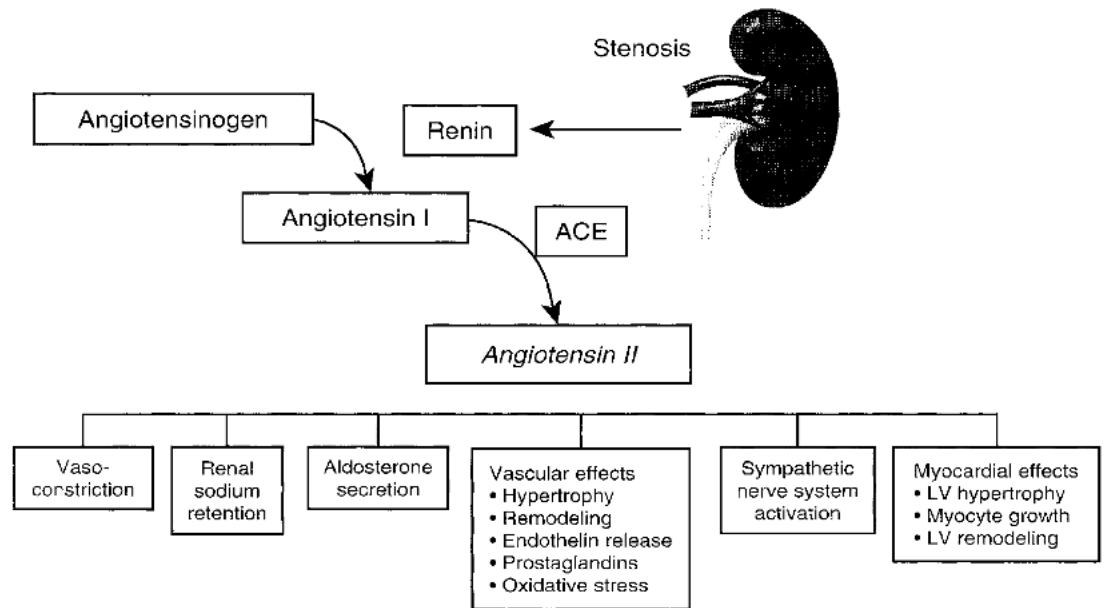 Stenosis
Angiotensinogen
Renin
Angiotensin I
ACE
Angiotensin II
Vaso-
constriction
Renal
sodium
retention
Aldosterone
secretion
Vascular effects
• Hypertrophy
• Remodeling
• Endothelin release
• Prostaglandins
• Oxidative stress
Sympathetic
nerve system
activation
Myocardial effects
• LV hypertrophy
• Myocyte growth
• LV remodeling